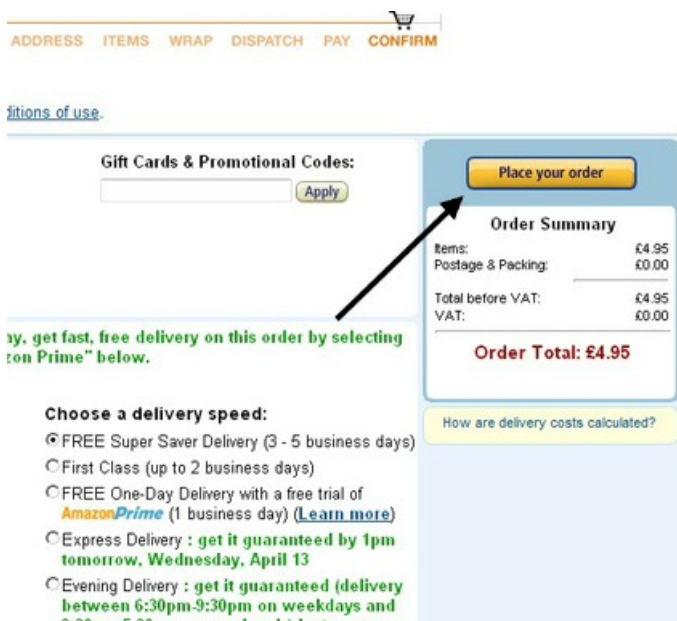 ADDRESS ITEMS WRAP DISPATCH PAY CONFIRM
ditions of use.
Gift Cards & Promotional Codes:
Apply
Place your order
Order Summary
Items: £4.95
Postage & Packing: £0.00
Total before VAT: £4.95
VAT: £0.00
Order Total: £4.95
How are delivery costs calculated?
ay, get fast, free delivery on this order by selecting
zon Prime" below.
Choose a delivery speed:
FREE Super Saver Delivery (3 - 5 business days)
First Class (up to 2 business days)
FREE One-Day Delivery with a free trial of
AmazonPrime (1 business day) (Learn more)
Express Delivery : get it guaranteed by 1pm
tomorrow, Wednesday, April 13
Evening Delivery : get it guaranteed (delivery
between 6:30pm-9:30pm on weekdays and